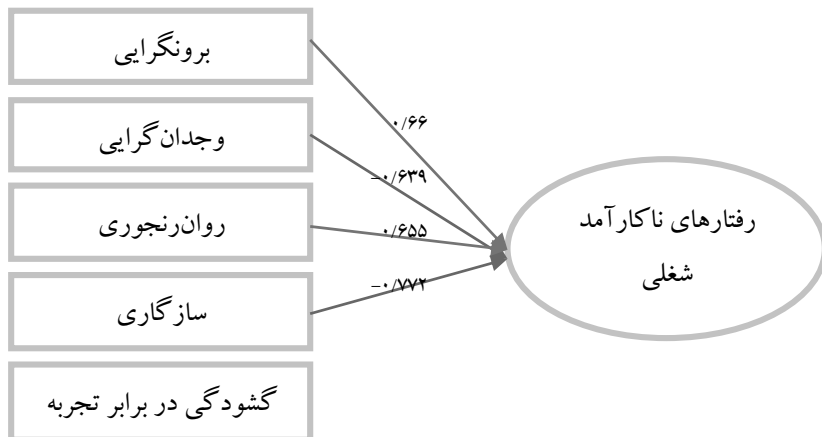 برونگرایی
۰/۶۶
وجدان‌گرایی
-۰/۶۳۹
روان‌رنجوری
۰/۶۵۵
سازگاری
-۰/۷۷۲
گشودگی در برابر تجربه
رفتارهای ناکارآمد
شغلی